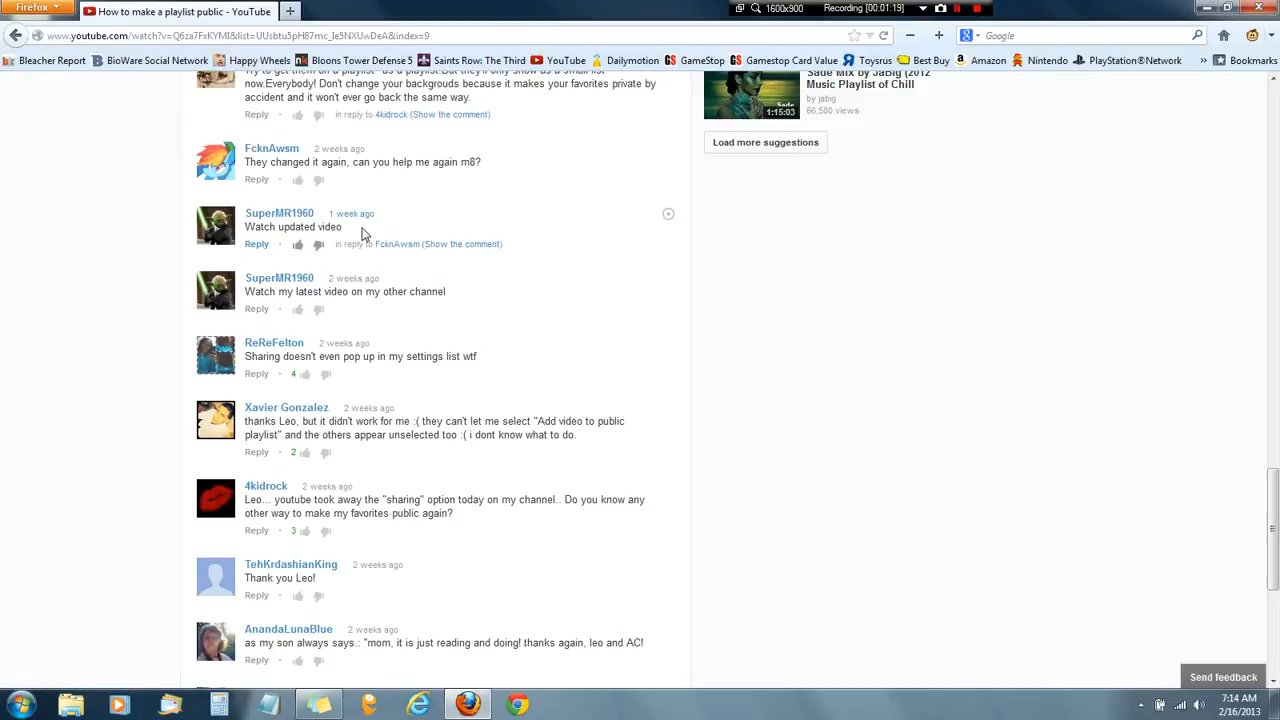 Firefox
How to make a playlist public - YouTube
1600x900
Recording [00:01:19]
www.youtube.com/watch?v=Q6za7FxKYMI&list=UUsbtu5pH87mc_Ie5NXUwDeA&index=9
Google
Bleacher Report
BioWare Social Network
Happy Wheels
Bloons Tower Defense 5
Saints Row: The Third
YouTube
Dailymotion
GameStop
Gamestop Card Value
Toysrus
Best Buy
Amazon
Nintendo
PlayStation®Network
Bookmarks
now.Everybody! Don't change your backgrouds because it makes your favorites private by
accident and it won't ever go back the same way.
Reply · in reply to 4kidrock (Show the comment)
Sade Mix by JaBig (2012
Music Playlist of Chill
by jabig
66,580 views
1:15:03
Load more suggestions
FcknAwsm 2 weeks ago
They changed it again, can you help me again m8?
Reply ·
SuperMR1960 1 week ago
Watch updated video
Reply · in reply to FcknAwsm (Show the comment)
SuperMR1960 2 weeks ago
Watch my latest video on my other channel
Reply ·
ReReFelton 2 weeks ago
Sharing doesn't even pop up in my settings list wtf
Reply · 4
Xavier Gonzalez 2 weeks ago
thanks Leo, but it didn't work for me :( they can't let me select "Add video to public
playlist" and the others appear unselected too :( i dont know what to do.
Reply · 2
4kidrock 2 weeks ago
Leo... youtube took away the "sharing" option today on my channel.. Do you know any
other way to make my favorites public again?
Reply · 3
TehKrdashianKing 2 weeks ago
Thank you Leo!
Reply ·
AnandaLunaBlue 2 weeks ago
as my son always says.: "mom, it is just reading and doing! thanks again, leo and AC!
Reply ·
Send feedback
7:14 AM
2/16/2013